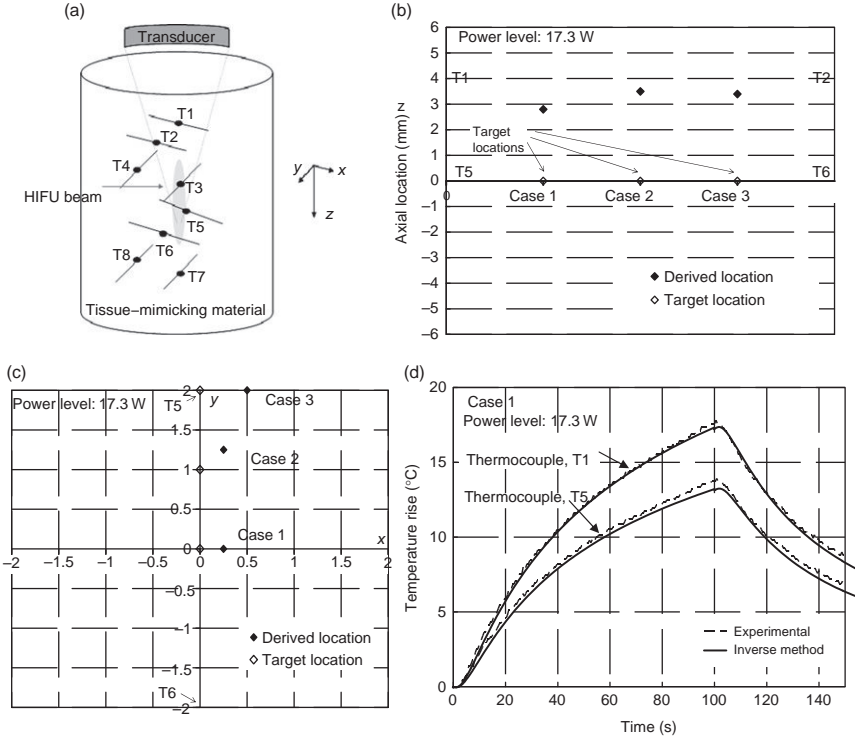 (a)
Transducer
T1
T2
T4
T3
HIFU beam
T5
T6
T8
T7
Tissue–mimicking material
y
x
z
(b)
Power level: 17.3 W
Axial location (mm) z
6
5
4
3
2
1
0
–1
–2
–3
–4
–5
–6
T1
T2
Target
locations
T5
T6
0
Case 1
Case 2
Case 3
Derived location
Target location
(c)
Power level: 17.3 W
2
T5
y
Case 3
1.5
Case 2
1
0.5
Case 1
x
–2
–1.5
–1
–0.5
0
0
0.5
1
1.5
2
–0.5
–1
–1.5
T6
–2
Derived location
Target location
(d)
Case 1
Power level: 17.3 W
Temperature rise (°C)
20
15
10
5
0
Thermocouple, T1
Thermocouple, T5
Experimental
Inverse method
0
20
40
60
80
100
120
140
Time (s)